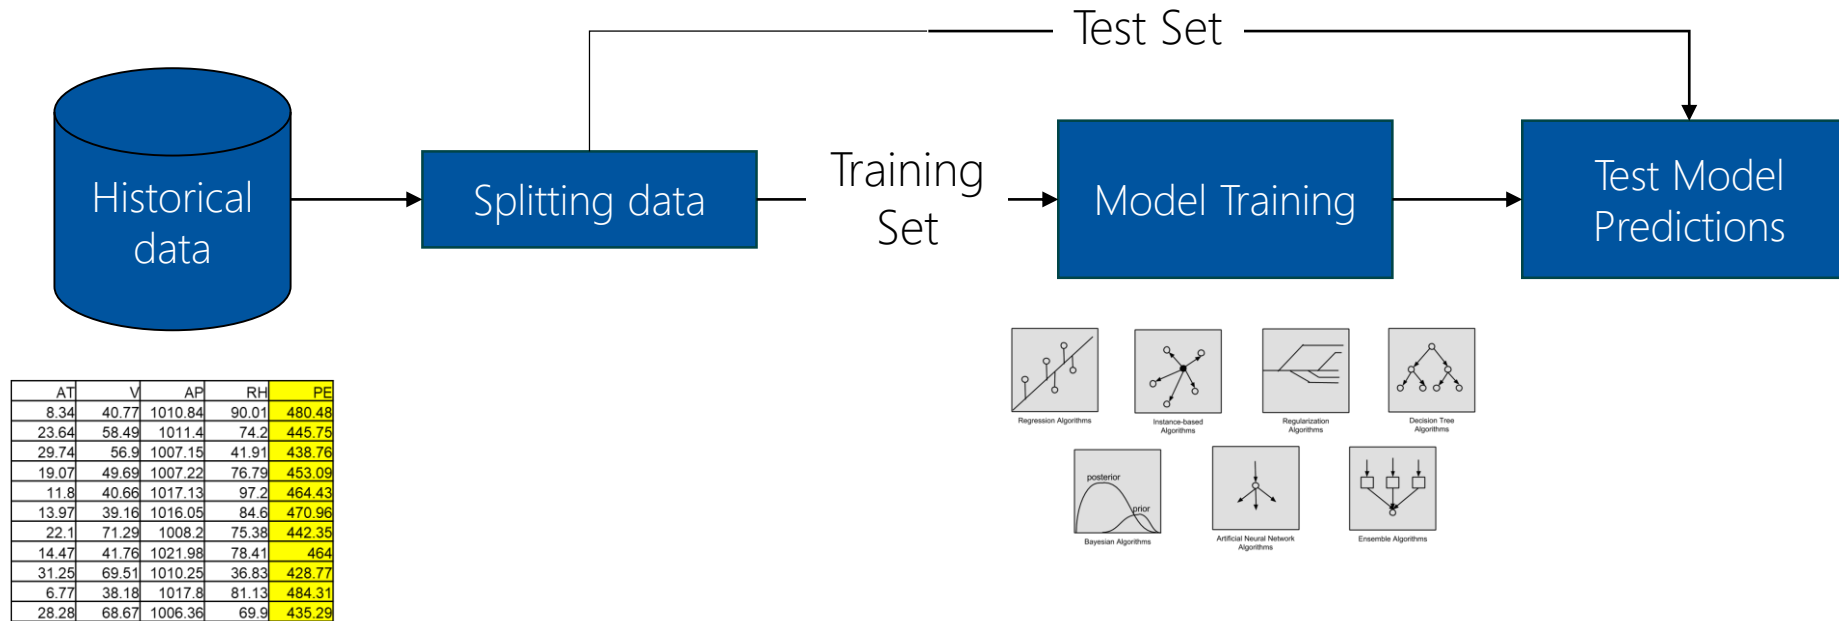 Test Set
Historical
data
Splitting data
Training
Set
Model Training
Test Model
Predictions
AT V AP RH PE
8.34 40.77 1010.84 90.01 480.48
23.64 58.49 1011.4 74.2 445.75
29.74 56.9 1007.15 41.91 438.76
19.07 49.69 1007.22 76.79 453.09
11.8 40.66 1017.13 97.2 464.43
13.97 39.16 1016.05 84.6 470.96
22.1 71.29 1008.2 75.38 442.35
14.47 41.76 1021.98 78.41 464
31.25 69.51 1010.25 36.83 428.77
6.77 38.18 1017.8 81.13 484.31
28.28 68.67 1006.36 69.9 435.29
Regression Algorithms
Instance-based
Algorithms
Regularization
Algorithms
Decision Tree
Algorithms
posterior
prior
Bayesian Algorithms
Artificial Neural Network
Algorithms
Ensemble Algorithms